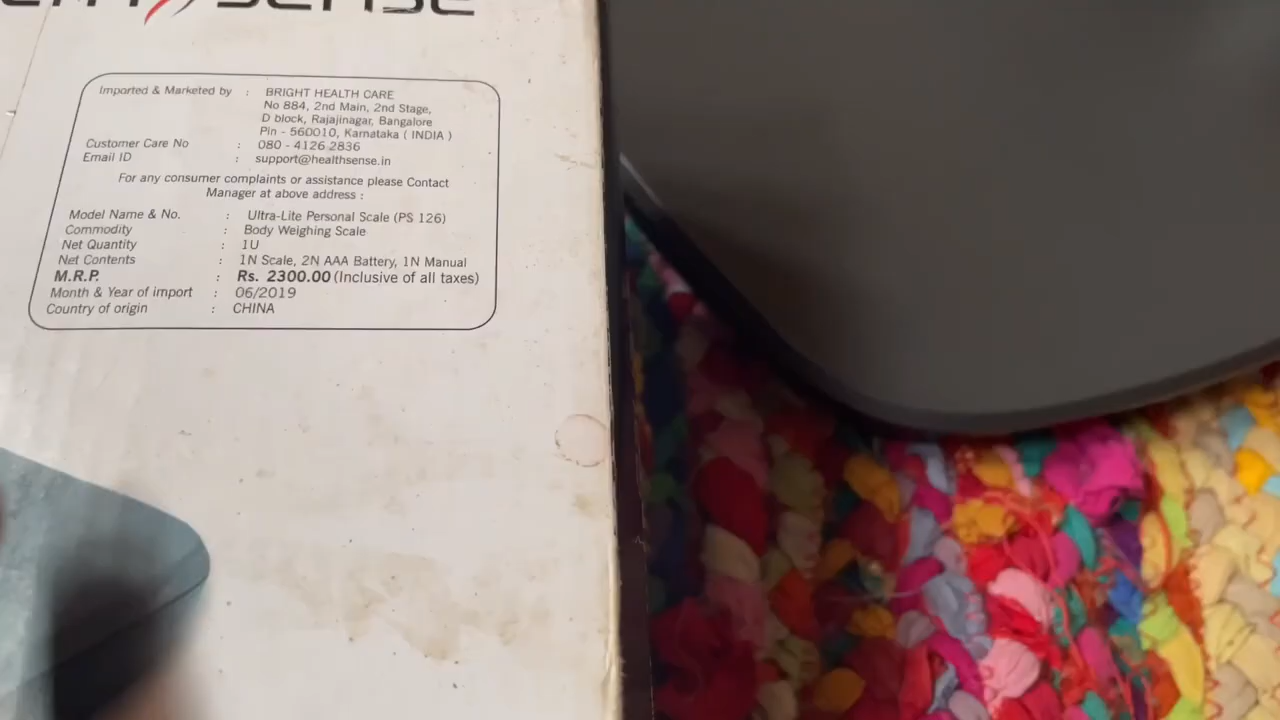 SENSE
Imported & Marketed by : BRIGHT HEALTH CARE
No 884, 2nd Main, 2nd Stage,
D block, Rajajinagar, Bangalore
Pin - 560010, Karnataka ( INDIA )
Customer Care No : 080 - 4126 2836
Email ID : support@healthsense.in
For any consumer complaints or assistance please Contact
Manager at above address :
Model Name & No. : Ultra-Lite Personal Scale (PS 126)
Commodity : Body Weighing Scale
Net Quantity : 1U
Net Contents : 1N Scale, 2N AAA Battery, 1N Manual
M.R.P. : Rs. 2300.00 (Inclusive of all taxes)
Month & Year of import : 06/2019
Country of origin : CHINA